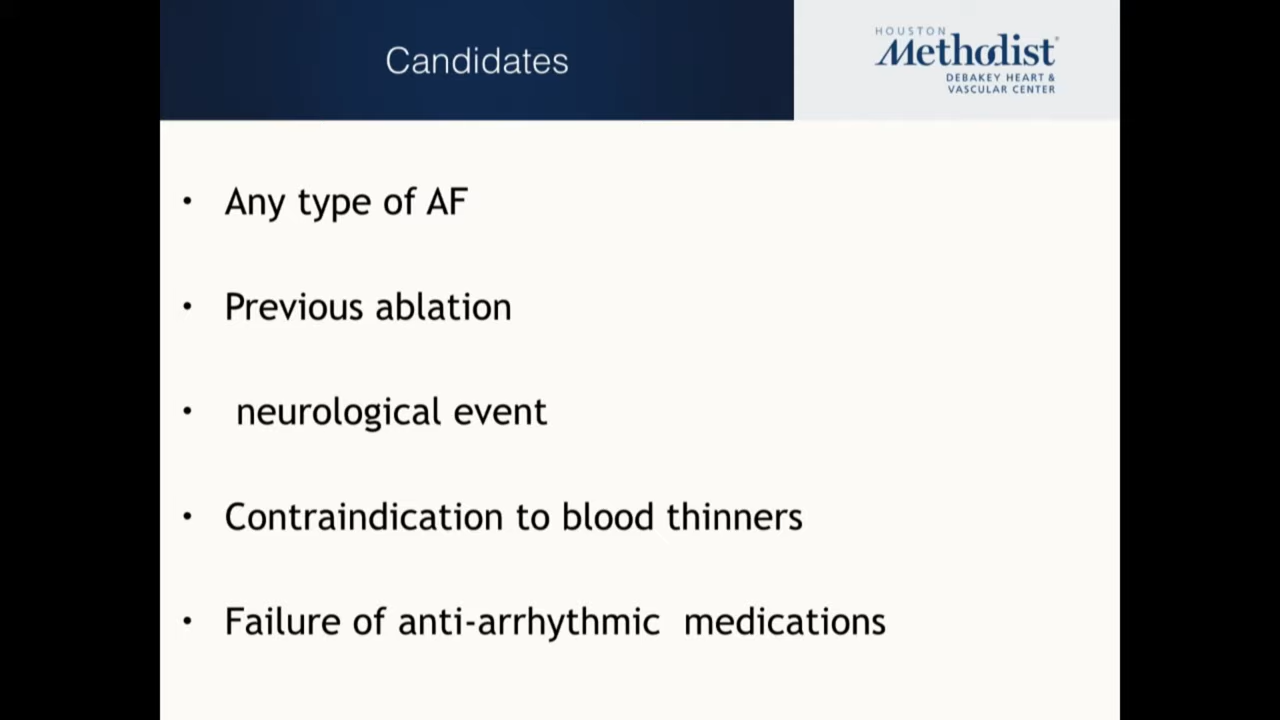 Candidates
HOUSTON
Methodist®
DEBAKEY HEART &
VASCULAR CENTER
• Any type of AF
• Previous ablation
• neurological event
• Contraindication to blood thinners
• Failure of anti-arrhythmic medications